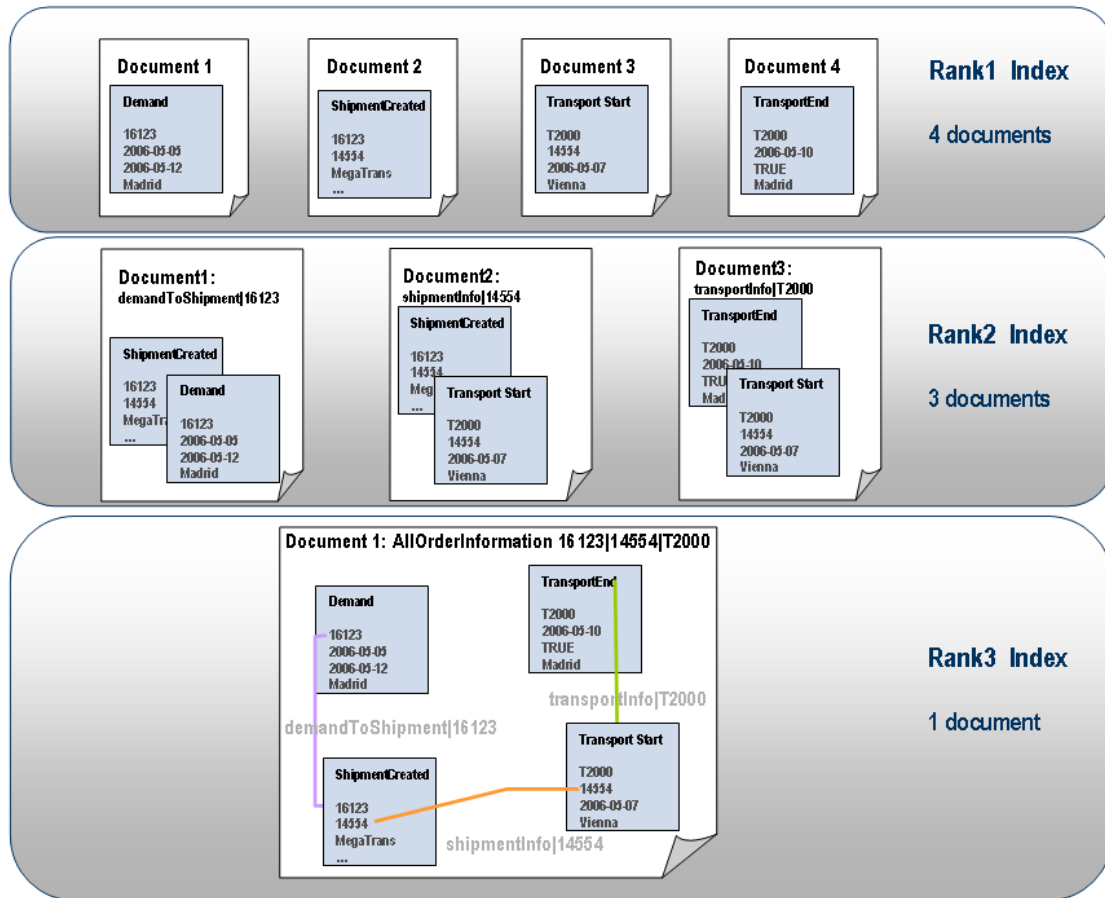 Document 1
Demand
16123
2006-05-05
2006-05-12
Madrid
Document 2
ShipmentCreated
16123
14554
MegaTrans
...
Document 3
Transport Start
T2000
14554
2006-05-07
Vienna
Document 4
TransportEnd
T2000
2006-05-10
TRUE
Madrid
Rank1 Index
4 documents
Document1:
demandToShipment|16123
ShipmentCreated
16123
14554
MegaTra
...
Demand
16123
2006-05-05
2006-05-12
Madrid
Document2:
shipmentInfo|14554
ShipmentCreated
16123
14554
Meg
...
Transport Start
T2000
14554
2006-05-07
Vienna
Document3:
transportInfo|T2000
TransportEnd
T2000
2006-05-10
TRU
Mad
Transport Start
T2000
14554
2006-05-07
Vienna
Rank2 Index
3 documents
Document 1: AllOrderInformation 16123|14554|T2000
Demand
16123
2006-05-05
2006-05-12
Madrid
TransportEnd
T2000
2006-05-10
TRUE
Madrid
transportInfo|T2000
demandToShipment|16123
Transport Start
T2000
14554
2006-05-07
Vienna
ShipmentCreated
16123
14554
MegaTrans
...
shipmentInfo|14554
Rank3 Index
1 document